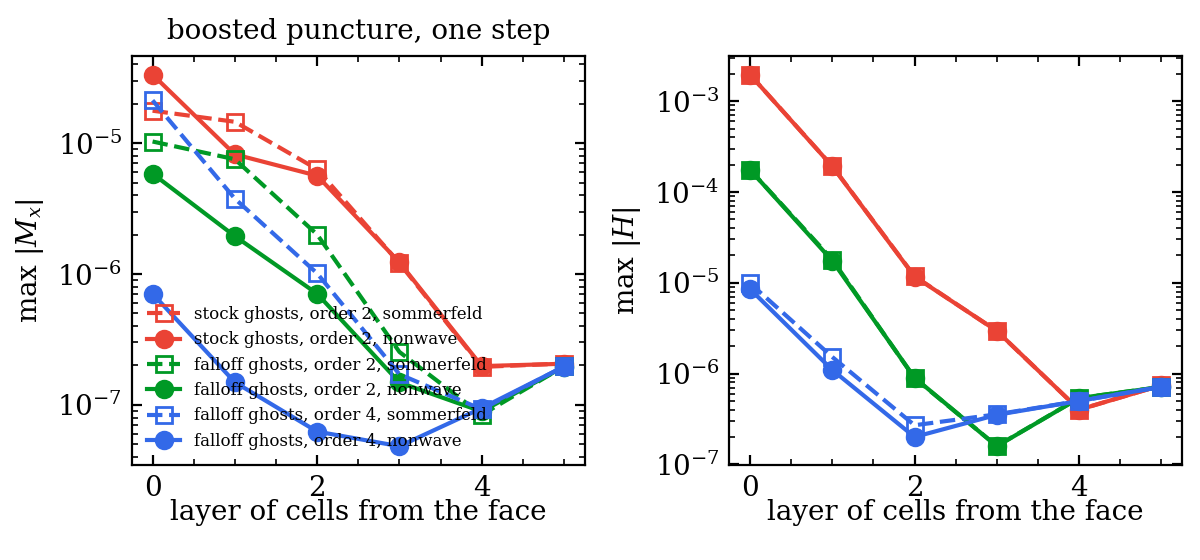 boosted puncture, one step
max |M_x|
10^{-5}
10^{-6}
10^{-7}
stock ghosts, order 2, sommerfeld
stock ghosts, order 2, nonwave
falloff ghosts, order 2, sommerfeld
falloff ghosts, order 2, nonwave
falloff ghosts, order 4, sommerfeld
falloff ghosts, order 4, nonwave
0 2 4
layer of cells from the face
max |H|
10^{-3}
10^{-4}
10^{-5}
10^{-6}
10^{-7}
0 2 4
layer of cells from the face